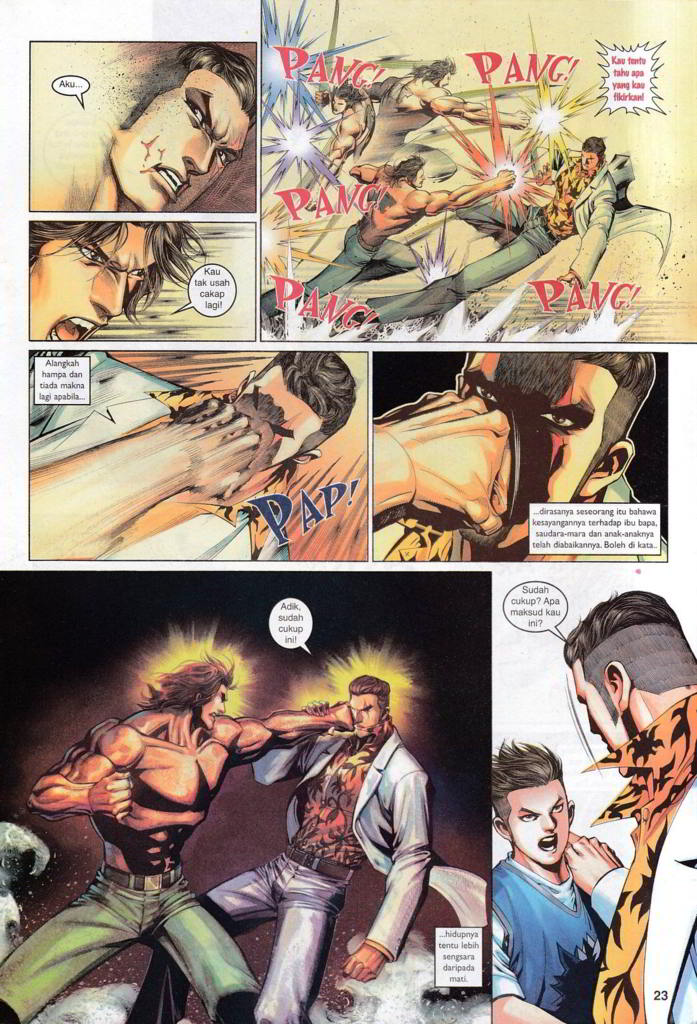 Aku...
PANG!
PANG!
Kau tentu
tahu apa
yang kau
fikirkan!
PANG!
PANG!
PANG!
Kau
tak usah
cakap
lagi!
Alangkah
hampa dan
tiada makna
lagi apabila...
PAP!
...dirasanya seseorang itu bahawa
kesayangannya terhadap ibu bapa,
saudara-mara dan anak-anaknya
telah diabaikannya. Boleh di kata..
Adik,
sudah
cukup
ini!
...hidupnya
tentu lebih
sengsara
daripada
mati.
Sudah
cukup? Apa
maksud kau
ini?
23